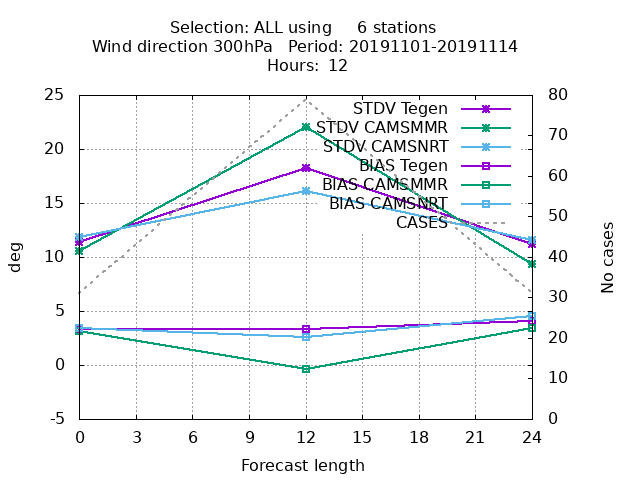 Selection: ALL using 6 stations
Wind direction 300hPa Period: 20191101-20191114
Hours: 12
25
20
15
10
5
0
-5
deg
80
70
60
50
40
30
20
10
0
No cases
STDV Tegen
STDV CAMSMMR
STDV CAMSNRT
BIAS Tegen
BIAS CAMSMMR
BIAS CAMSNRT
CASES
0 3 6 9 12 15 18 21 24
Forecast length